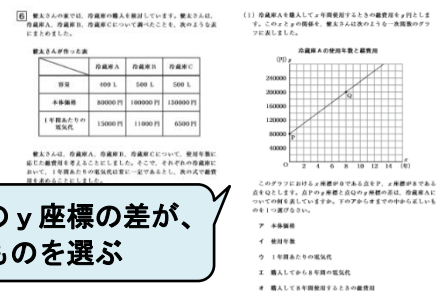 6 健太さんの家では、冷蔵庫の購入を検討しています。健太さんは、
冷蔵庫A、冷蔵庫B、冷蔵庫Cについて調べたことを、次のような表
にまとめました。
健太さんが作った表
冷蔵庫A 冷蔵庫B 冷蔵庫C
容量 400 L 500 L 500 L
本体価格 80000円 100000円 150000円
1年間あたりの
電気代 15000円 11000円 6500円
健太さんは、冷蔵庫A、冷蔵庫B、冷蔵庫Cについて、使用年数に
応じた総費用を考えることにしました。そこで、それぞれの冷蔵庫に
おいて、1年間あたりの電気代は常に一定であるとし、次の式で総費
用を求めることにしました。
のy座標の差が、
ものを選ぶ
(1) 冷蔵庫Aを購入してx年間使用するときの総費用をy円としま
す。このxとyの関係を、健太さんは次のような一次関数のグラ
フに表しました。
冷蔵庫Aの使用年数と総費用
(円) y
240000
200000
160000
120000
80000
40000
O 2 4 6 8 10 12 14 (年)
x
P
Q
このグラフにおけるx座標が0である点をP、x座標が8である
点をQとします。点Pのy座標と点Qのy座標の差は、冷蔵庫Aに
ついての何を表していますか。下のアからオまでの中から正しいも
のを1つ選びなさい。
ア 本体価格
イ 使用年数
ウ 1年間あたりの電気代
エ 購入してから8年間の電気代
オ 購入して8年間使用するときの総費用